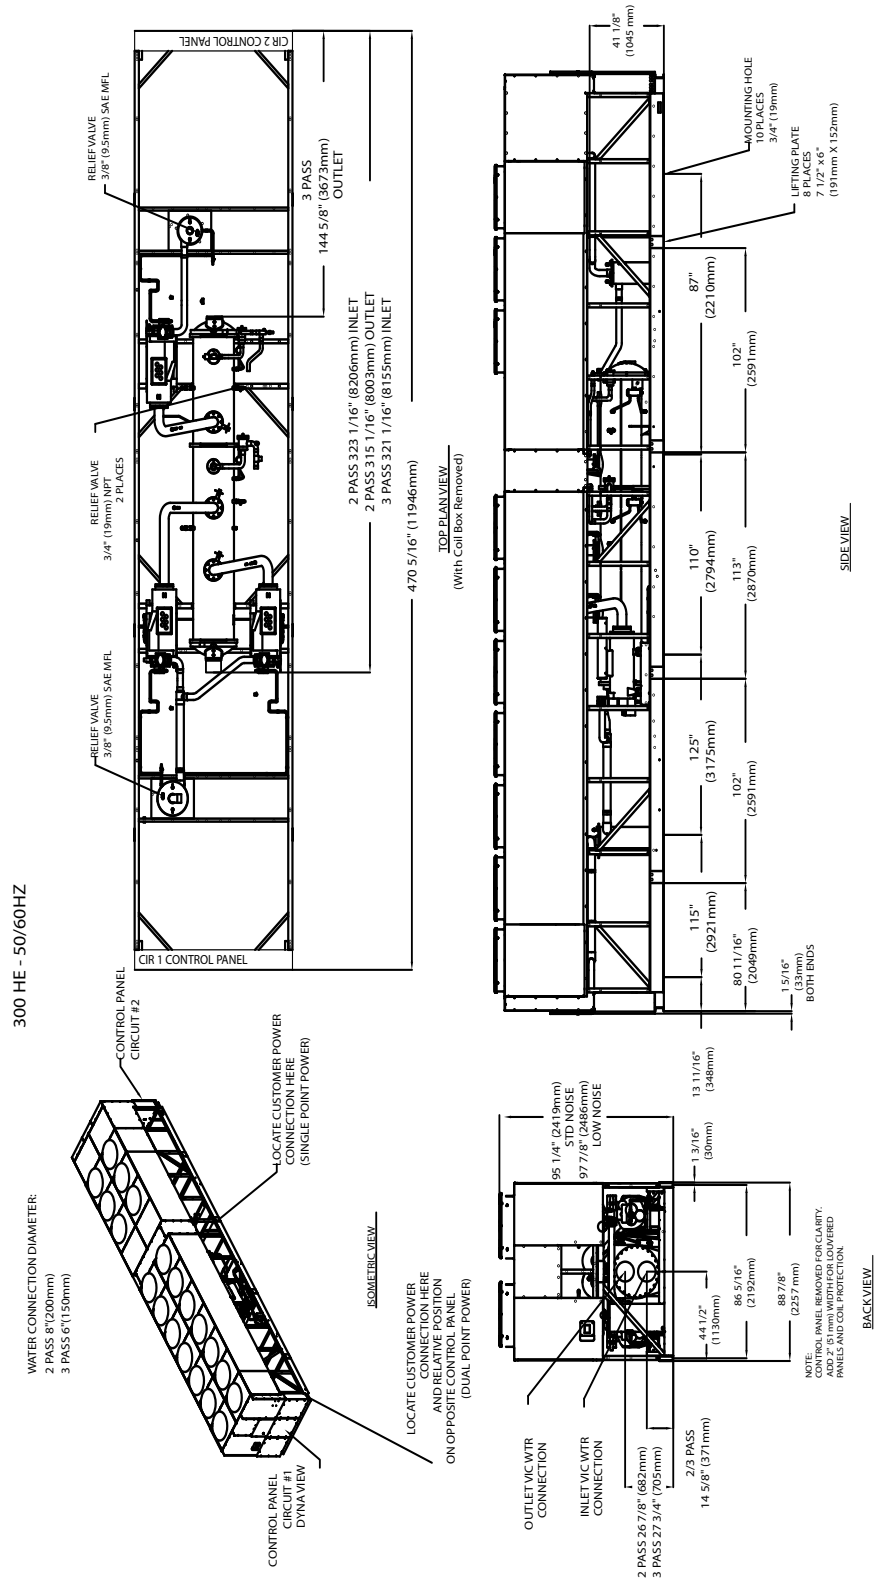 300 HE - 50/60HZ
WATER CONNECTION DIAMETER:
2 PASS 8"(200mm)
3 PASS 6"(150mm)
CONTROL PANEL
CIRCUIT #2
LOCATE CUSTOMER POWER
CONNECTION HERE
(SINGLE POINT POWER)
CONTROL PANEL
CIRCUIT #1
DYNA VIEW
ISOMETRIC VIEW
LOCATE CUSTOMER POWER
CONNECTION HERE
AND RELATIVE POSITION
ON OPPOSITE CONTROL PANEL
(DUAL POINT POWER)
RELIEF VALVE
3/8" (9.5mm) SAE MFL
RELIEF VALVE
3/4" (19mm) NPT
2 PLACES
RELIEF VALVE
3/8" (9.5mm) SAE MFL
CIR 1 CONTROL PANEL
CIR 2 CONTROL PANEL
3 PASS
144 5/8" (3673mm)
OUTLET
2 PASS 323 1/16" (8206mm) INLET
2 PASS 315 1/16" (8003mm) OUTLET
3 PASS 321 1/16" (8155mm) INLET
470 5/16" (11946mm)
TOP PLAN VIEW
(With Coil Box Removed)
OUTLET VIC WTR
CONNECTION
INLET VIC WTR
CONNECTION
2 PASS 26 7/8" (682mm)
3 PASS 27 3/4" (705mm)
2/3 PASS
14 5/8" (371mm)
95 1/4" (2419mm)
STD NOISE
97 7/8" (2486mm)
LOW NOISE
1 3/16"
(30mm)
44 1/2"
(1130mm)
86 5/16"
(2192mm)
88 7/8"
(2257 mm)
NOTE:
CONTROL PANEL REMOVED FOR CLARITY.
ADD 2" (51 mm) WIDTH FOR LOUVERED
PANELS AND COIL PROTECTION.
BACK VIEW
41 1/8"
(1045 mm)
MOUNTING HOLE
10 PLACES
3/4" (19mm)
LIFTING PLATE
8 PLACES
7 1/2" x 6"
(191mm X 152mm)
13 11/16"
(348mm)
115"
(2921mm)
125"
(3175mm)
110"
(2794mm)
87"
(2210mm)
80 11/16"
(2049mm)
102"
(2591mm)
113"
(2870mm)
102"
(2591mm)
1 5/16"
(33mm)
BOTH ENDS
SIDE VIEW